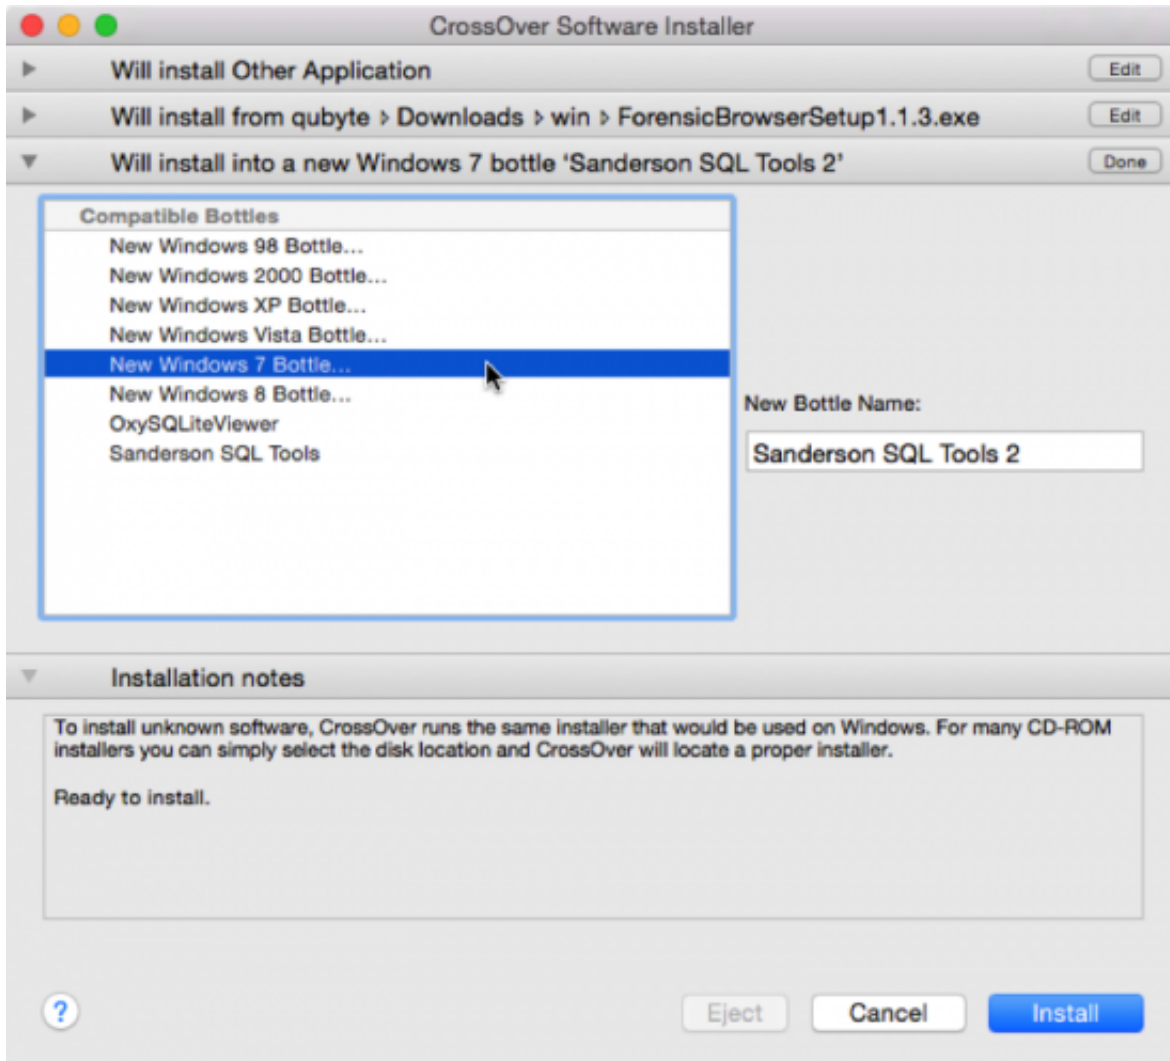 CrossOver Software Installer
Will install Other Application
Edit
Will install from qubyte › Downloads › win › ForensicBrowserSetup1.1.3.exe
Edit
Will install into a new Windows 7 bottle ‘Sanderson SQL Tools 2’
Done
Compatible Bottles
New Windows 98 Bottle...
New Windows 2000 Bottle...
New Windows XP Bottle...
New Windows Vista Bottle...
New Windows 7 Bottle...
New Windows 8 Bottle...
OxySQLiteViewer
Sanderson SQL Tools
New Bottle Name:
Sanderson SQL Tools 2
Installation notes
To install unknown software, CrossOver runs the same installer that would be used on Windows. For many CD-ROM
installers you can simply select the disk location and CrossOver will locate a proper installer.
Ready to install.
?
Eject
Cancel
Install